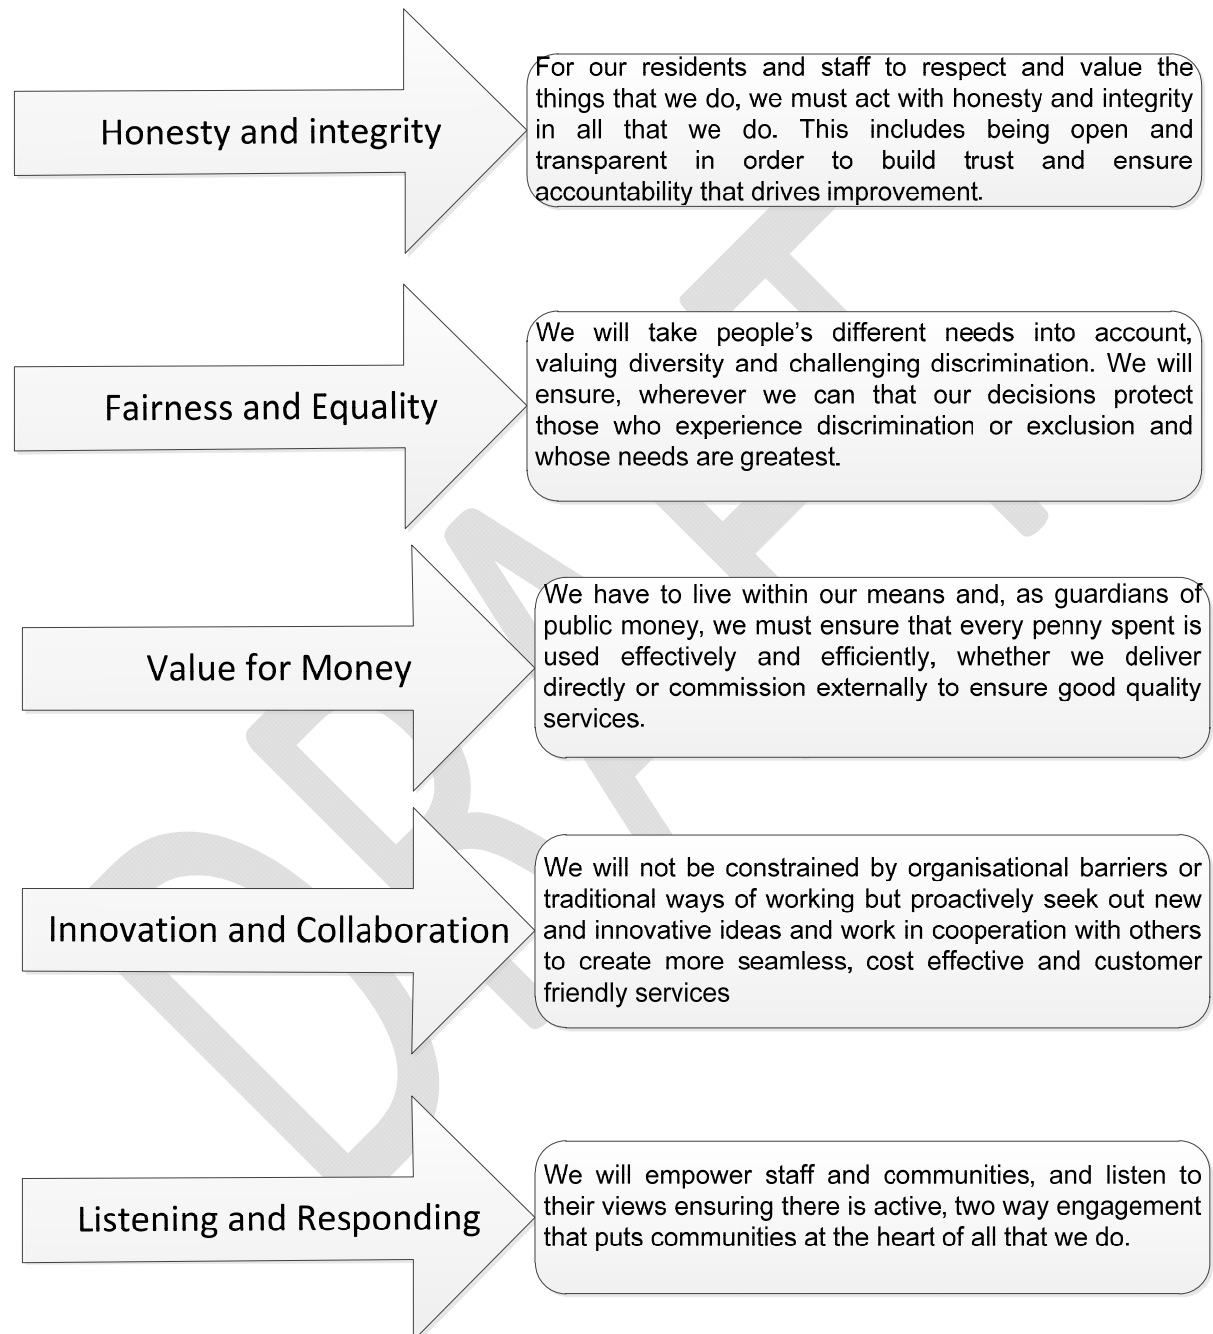 Honesty and integrity
For our residents and staff to respect and value the
things that we do, we must act with honesty and integrity
in all that we do. This includes being open and
transparent in order to build trust and ensure
accountability that drives improvement.
Fairness and Equality
We will take people’s different needs into account,
valuing diversity and challenging discrimination. We will
ensure, wherever we can that our decisions protect
those who experience discrimination or exclusion and
whose needs are greatest.
Value for Money
We have to live within our means and, as guardians of
public money, we must ensure that every penny spent is
used effectively and efficiently, whether we deliver
directly or commission externally to ensure good quality
services.
Innovation and Collaboration
We will not be constrained by organisational barriers or
traditional ways of working but proactively seek out new
and innovative ideas and work in cooperation with others
to create more seamless, cost effective and customer
friendly services
Listening and Responding
We will empower staff and communities, and listen to
their views ensuring there is active, two way engagement
that puts communities at the heart of all that we do.
DRAFT